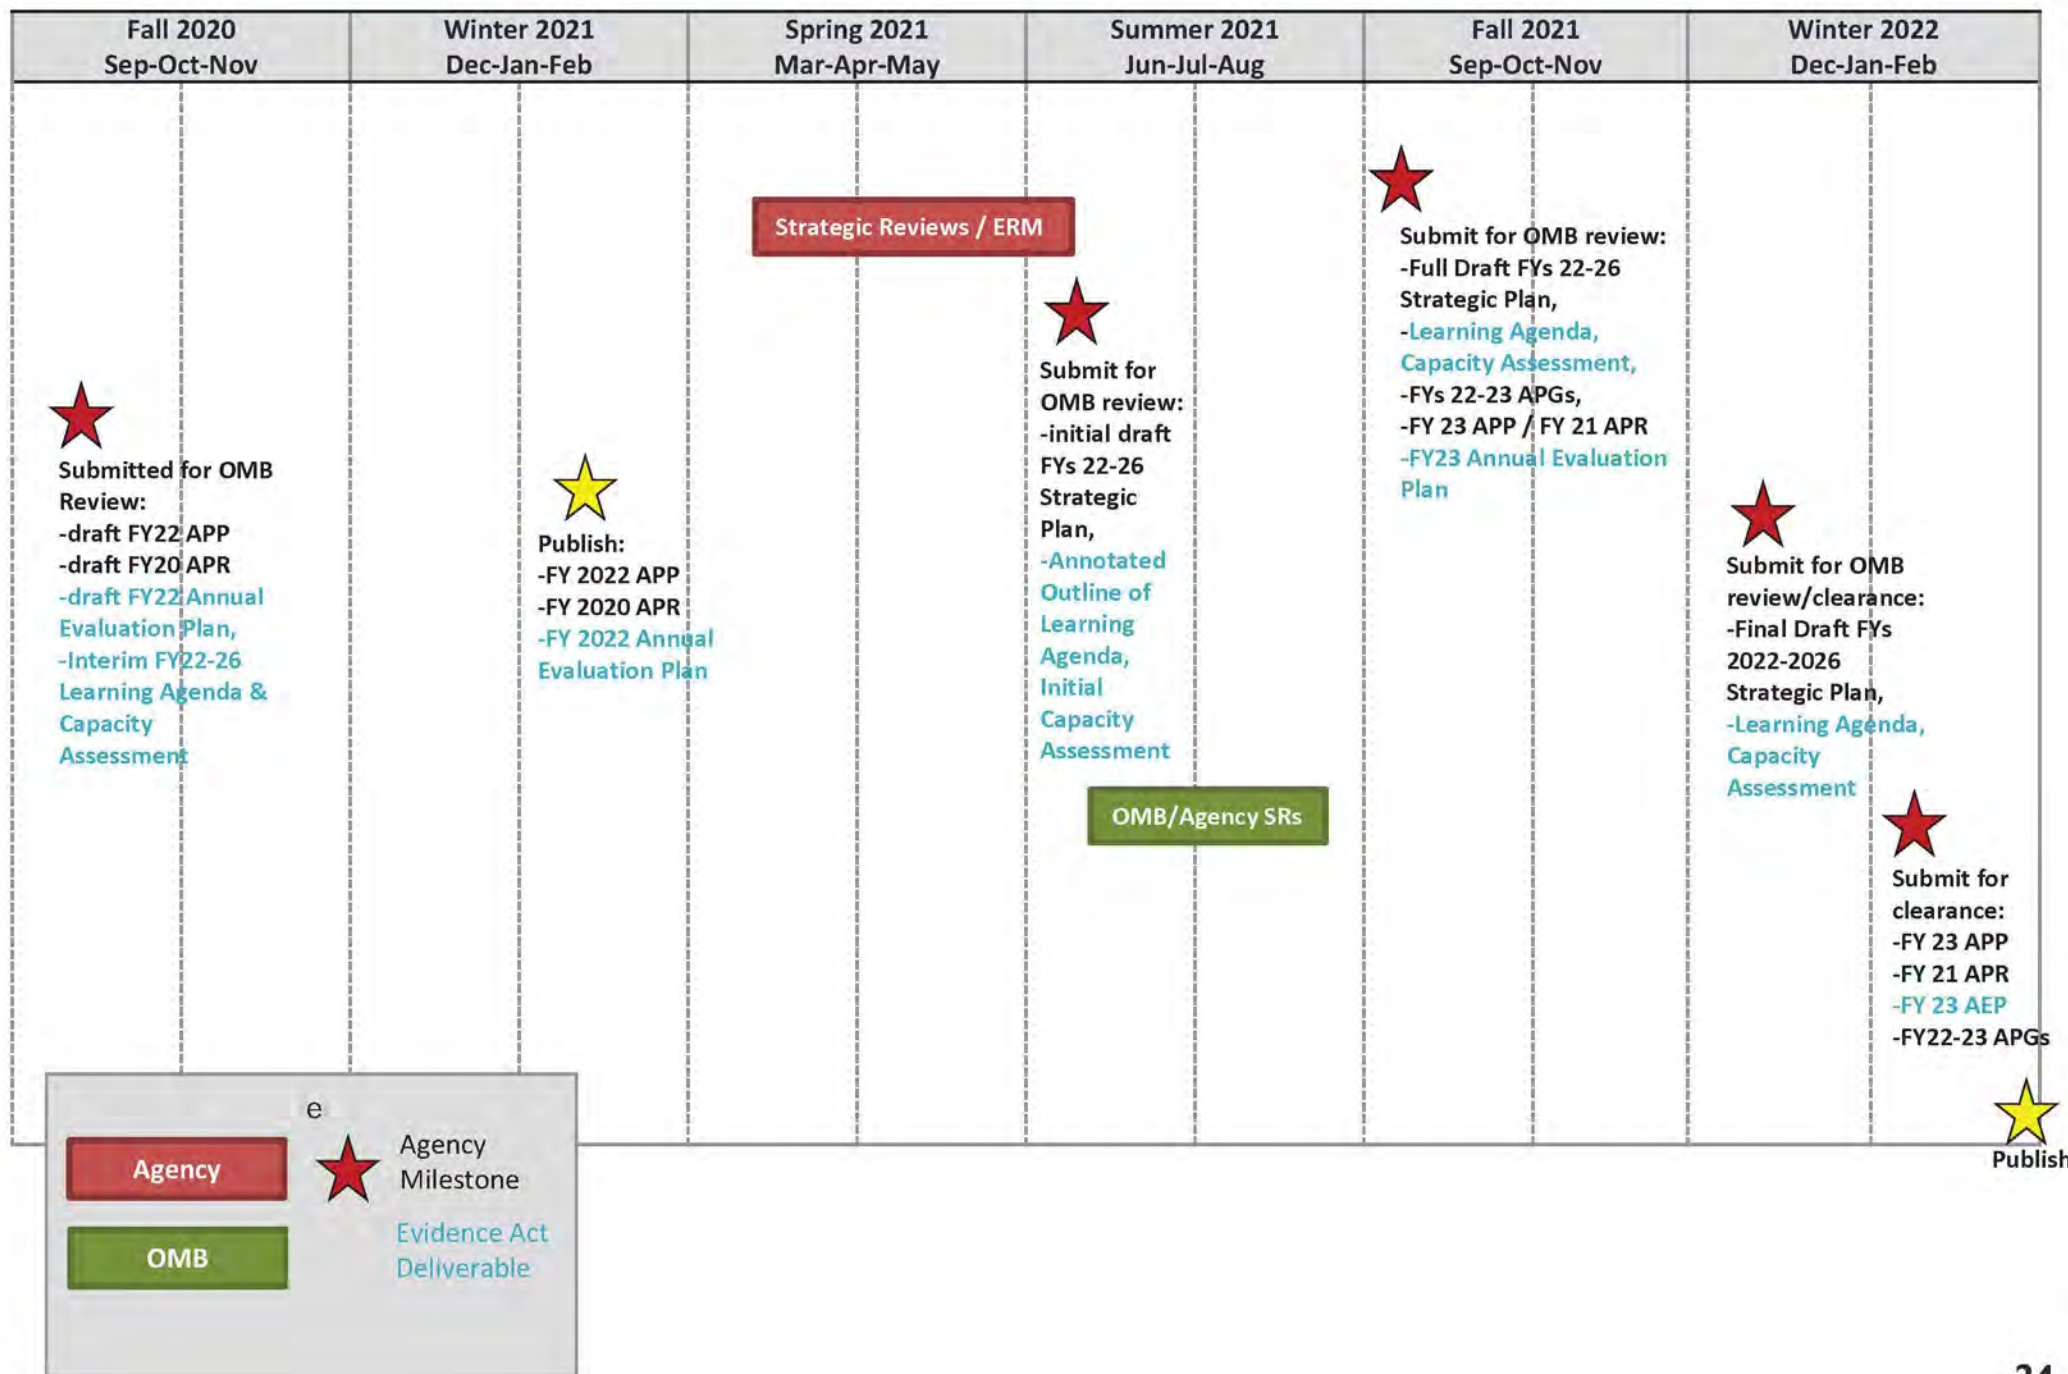 Fall 2020
Sep-Oct-Nov
Winter 2021
Dec-Jan-Feb
Spring 2021
Mar-Apr-May
Summer 2021
Jun-Jul-Aug
Fall 2021
Sep-Oct-Nov
Winter 2022
Dec-Jan-Feb
Submitted for OMB
Review:
-draft FY22 APP
-draft FY20 APR
-draft FY22 Annual
Evaluation Plan,
-Interim FY22-26
Learning Agenda &
Capacity
Assessment
Publish:
-FY 2022 APP
-FY 2020 APR
-FY 2022 Annual
Evaluation Plan
Strategic Reviews / ERM
Submit for
OMB review:
-initial draft
FYs 22-26
Strategic
Plan,
-Annotated
Outline of
Learning
Agenda,
Initial
Capacity
Assessment
OMB/Agency SRs
Submit for OMB review:
-Full Draft FYs 22-26
Strategic Plan,
-Learning Agenda,
Capacity Assessment,
-FYs 22-23 APGs,
-FY 23 APP / FY 21 APR
-FY23 Annual Evaluation
Plan
Submit for OMB
review/clearance:
-Final Draft FYs
2022-2026
Strategic Plan,
-Learning Agenda,
Capacity
Assessment
Submit for
clearance:
-FY 23 APP
-FY 21 APR
-FY 23 AEP
-FY22-23 APGs
Publish
e
Agency
Agency
Milestone
OMB
Evidence Act
Deliverable